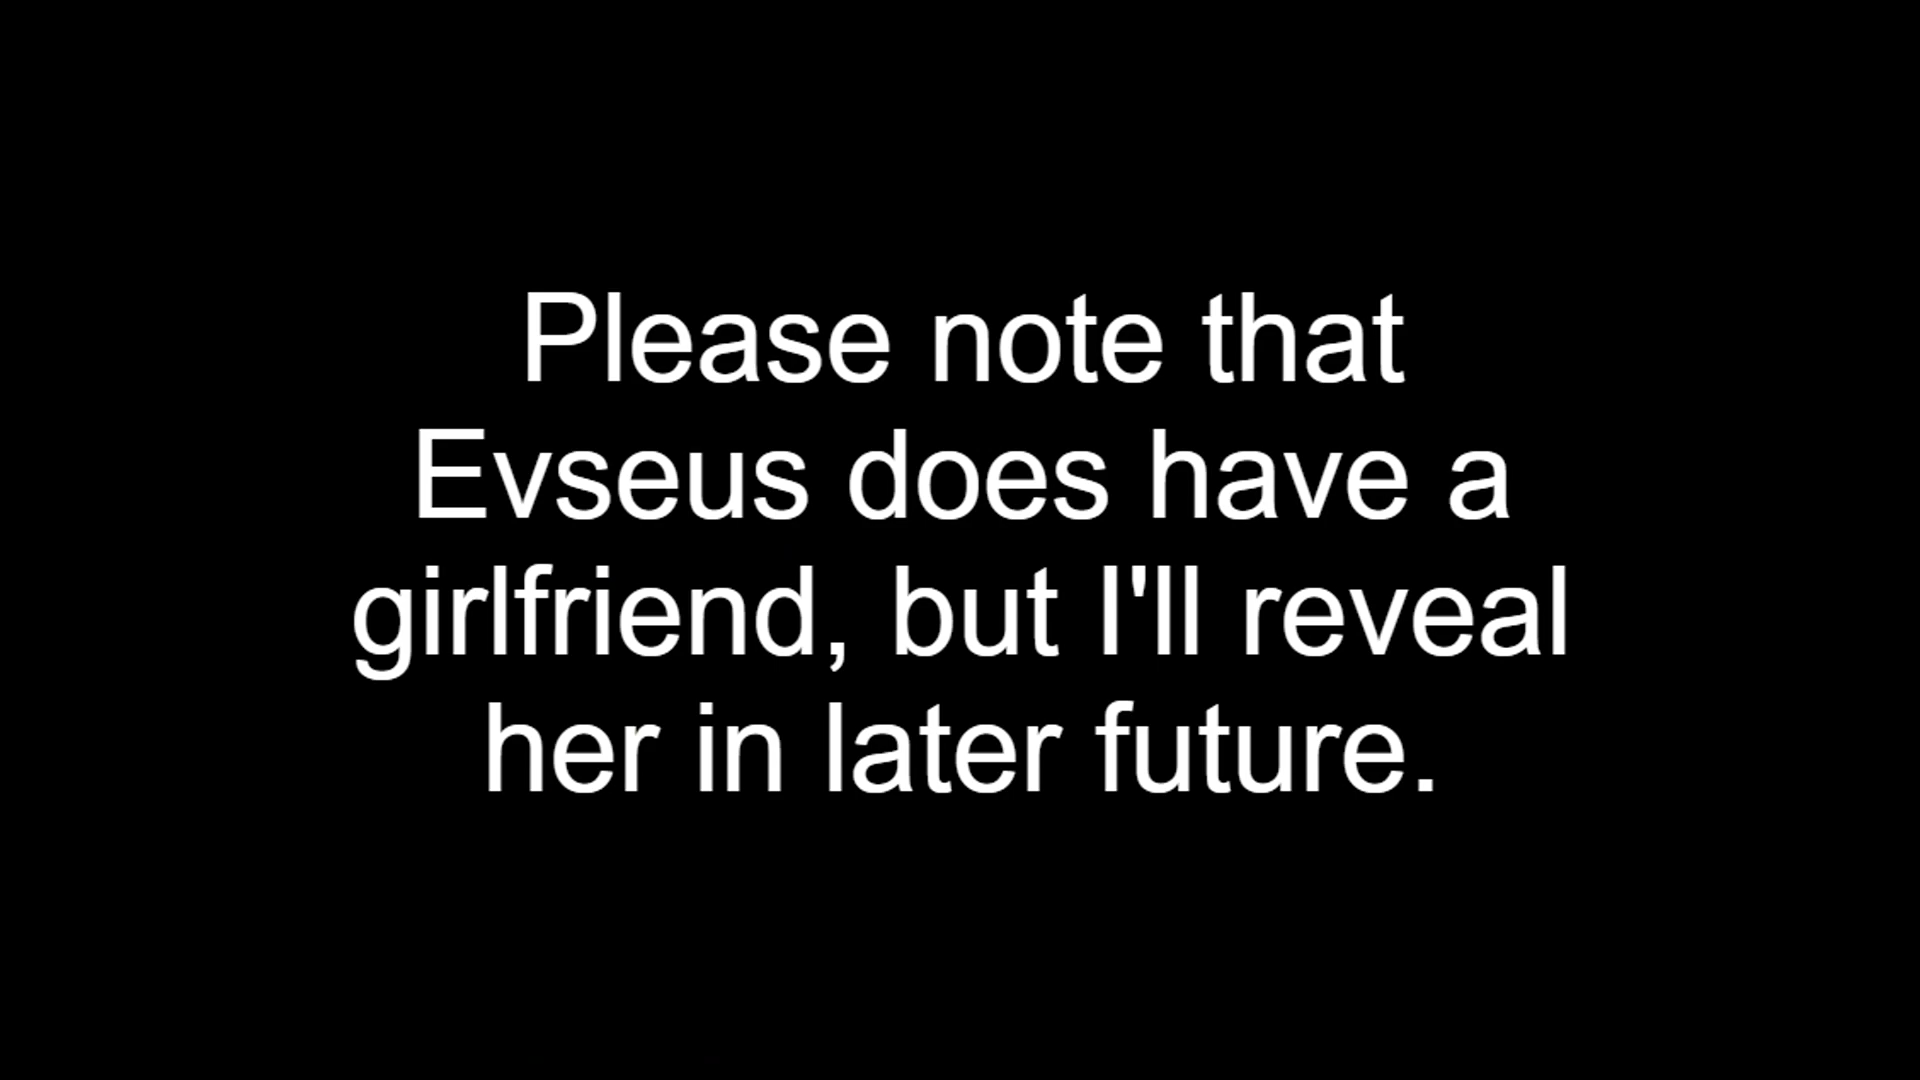 Please note that
Evseus does have a
girlfriend, but I'll reveal
her in later future.